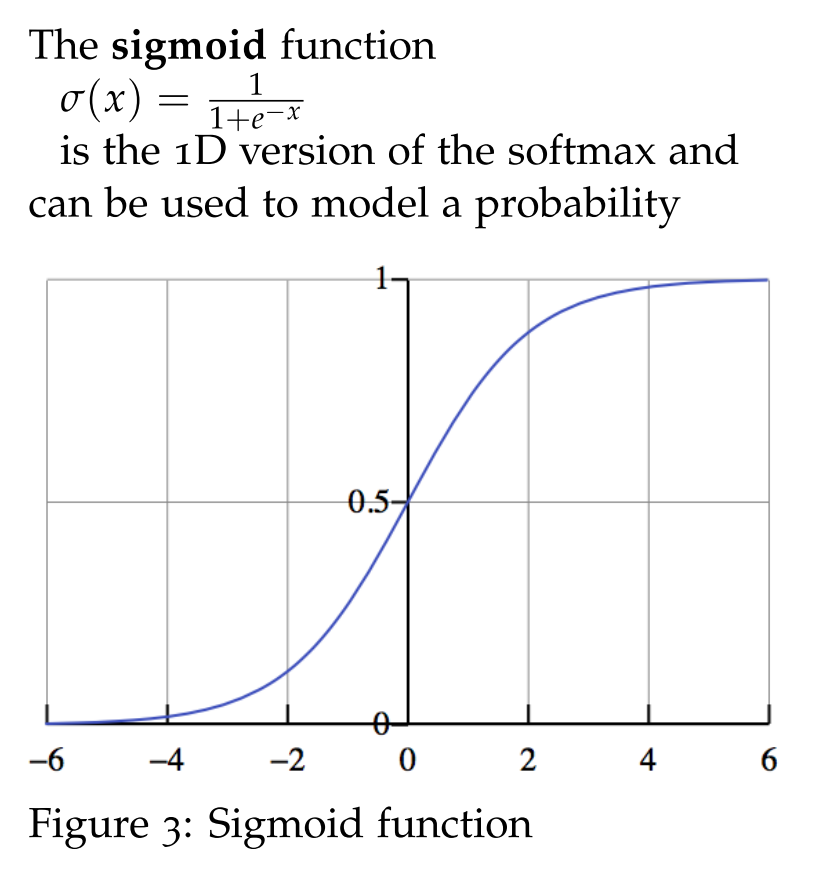 The sigmoid function
σ(x) = 1/(1+e^{−x})
is the 1D version of the softmax and
can be used to model a probability
1
0.5
0
−6 −4 −2 0 2 4 6
Figure 3: Sigmoid function